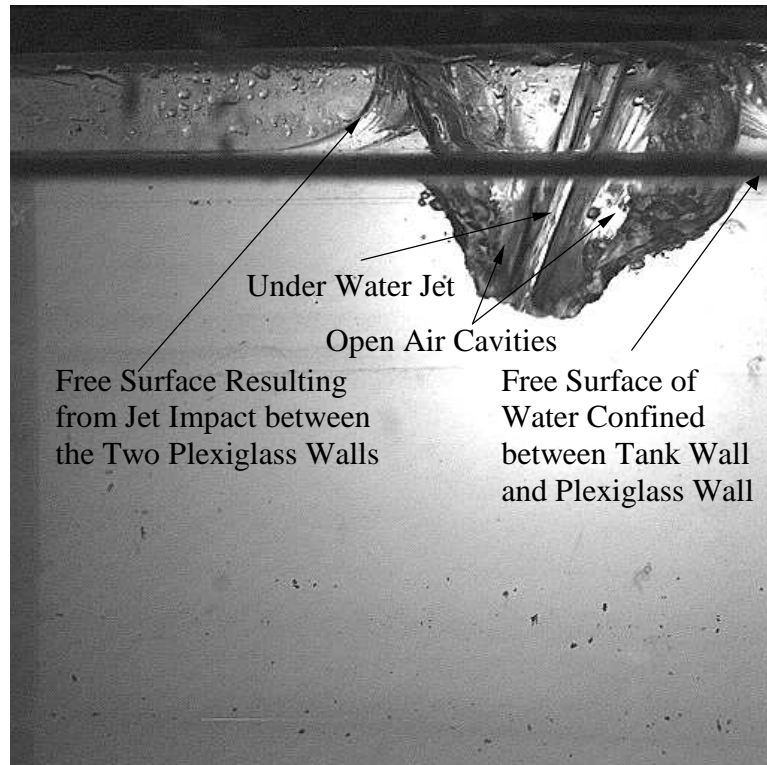 Under Water Jet
Open Air Cavities
Free Surface Resulting
from Jet Impact between
the Two Plexiglass Walls
Free Surface of
Water Confined
between Tank Wall
and Plexiglass Wall